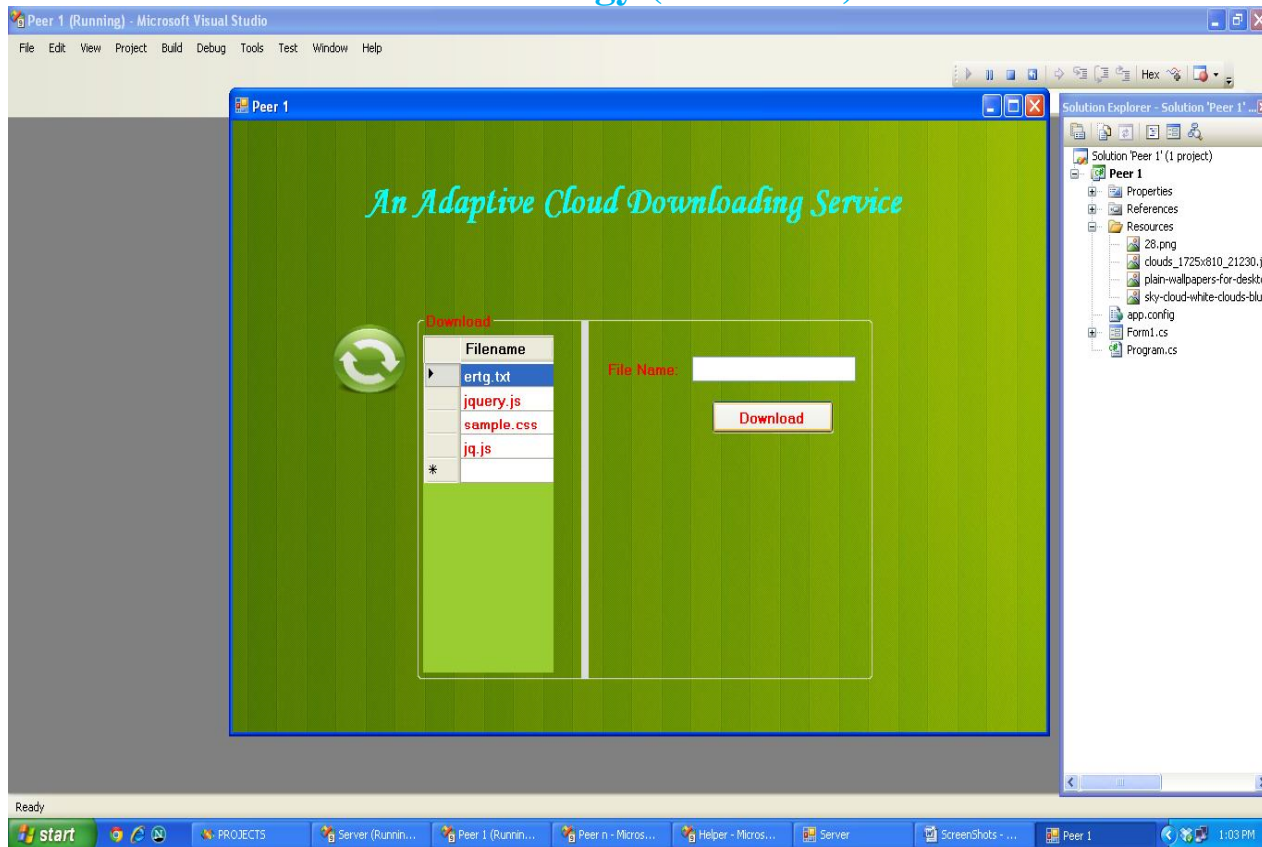 Peer 1 (Running) - Microsoft Visual Studio
File Edit View Project Build Debug Tools Test Window Help
Hex
Peer 1
Solution Explorer - Solution 'Peer 1' ...
Solution 'Peer 1' (1 project)
Peer 1
Properties
References
Resources
28.png
clouds_1725x810_21230.j
plain-wallpapers-for-deskt
sky-cloud-white-clouds-blu
app.config
Form1.cs
Program.cs
An Adaptive Cloud Downloading Service
Download
Filename
ertg.txt
jquery.js
sample.css
jq.js
*
File Name:
Download
Ready
start PROJECTS Server (Runnin... Peer 1 (Runnin... Peer n - Micros... Helper - Micros... Server ScreenShots - ... Peer 1 1:03 PM